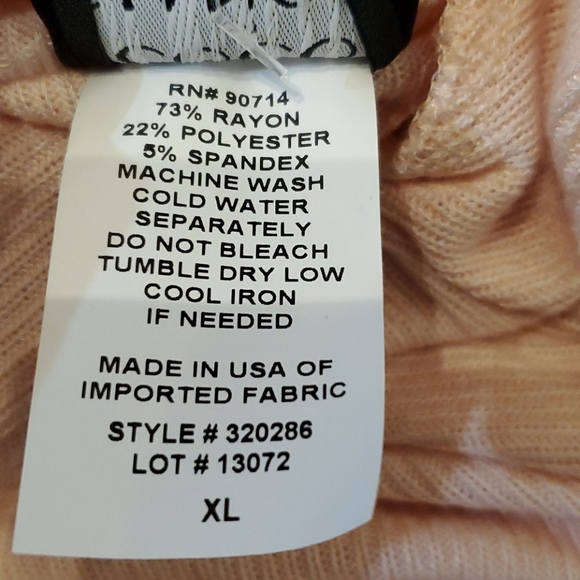 RN# 90714
73% RAYON
22% POLYESTER
5% SPANDEX
MACHINE WASH
COLD WATER
SEPARATELY
DO NOT BLEACH
TUMBLE DRY LOW
COOL IRON
IF NEEDED
MADE IN USA OF
IMPORTED FABRIC
STYLE # 320286
LOT # 13072
XL